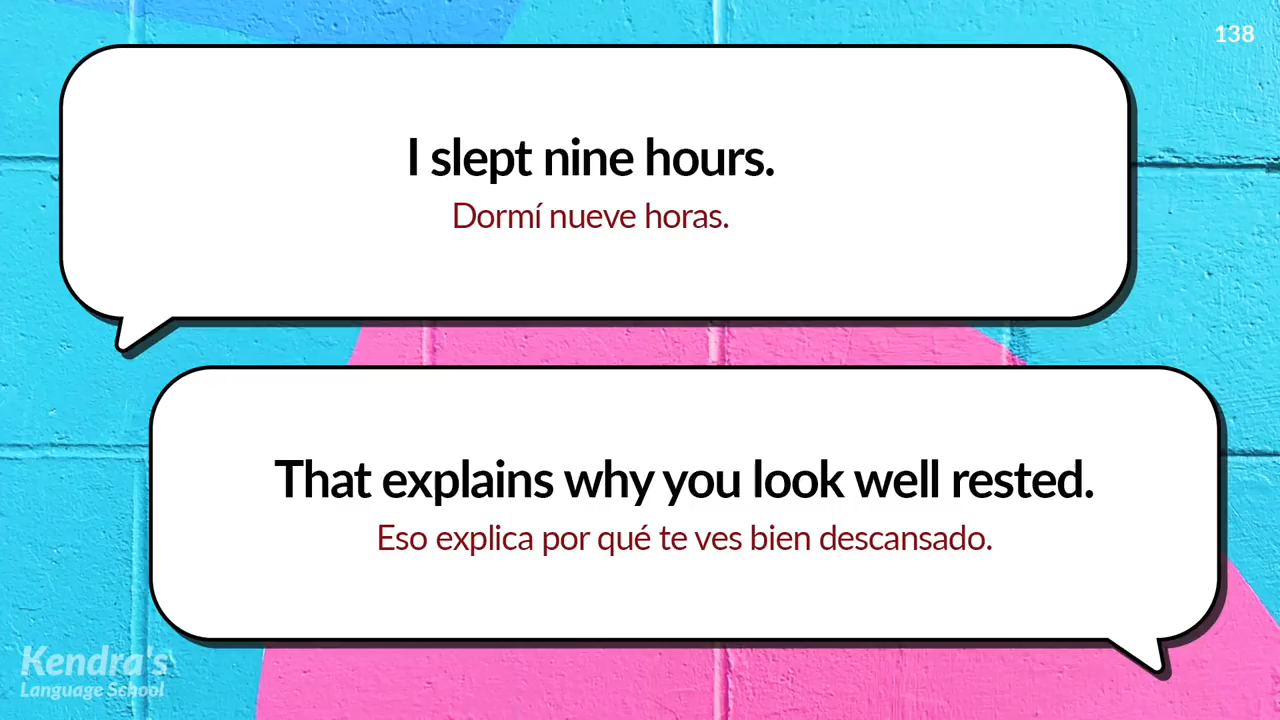 138
I slept nine hours.
Dormí nueve horas.
That explains why you look well rested.
Eso explica por qué te ves bien descansado.
Kendra's
Language School